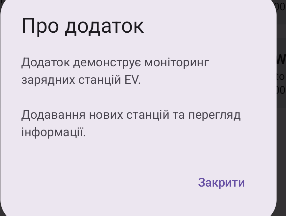 Про додаток
Додаток демонструє моніторинг
зарядних станцій EV.
Додавання нових станцій та перегляд
інформації.
Закрити